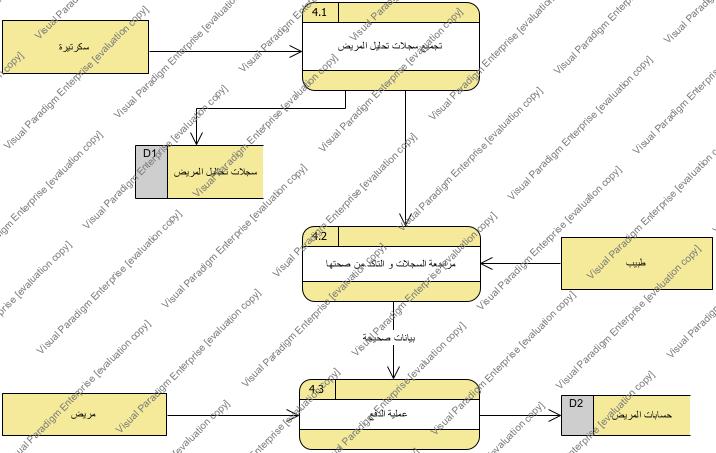 4.1
سكرتيرة
تجميع سجلات تحاليل المريض
D1
سجلات تحاليل المريض
4.2
مراجعة السجلات و التأكد من صحتها
طبيب
بيانات صحيحة
4.3
مريض
عملية الدفع
D2
حسابات المريض
Visual Paradigm Enterprise [evaluation copy]